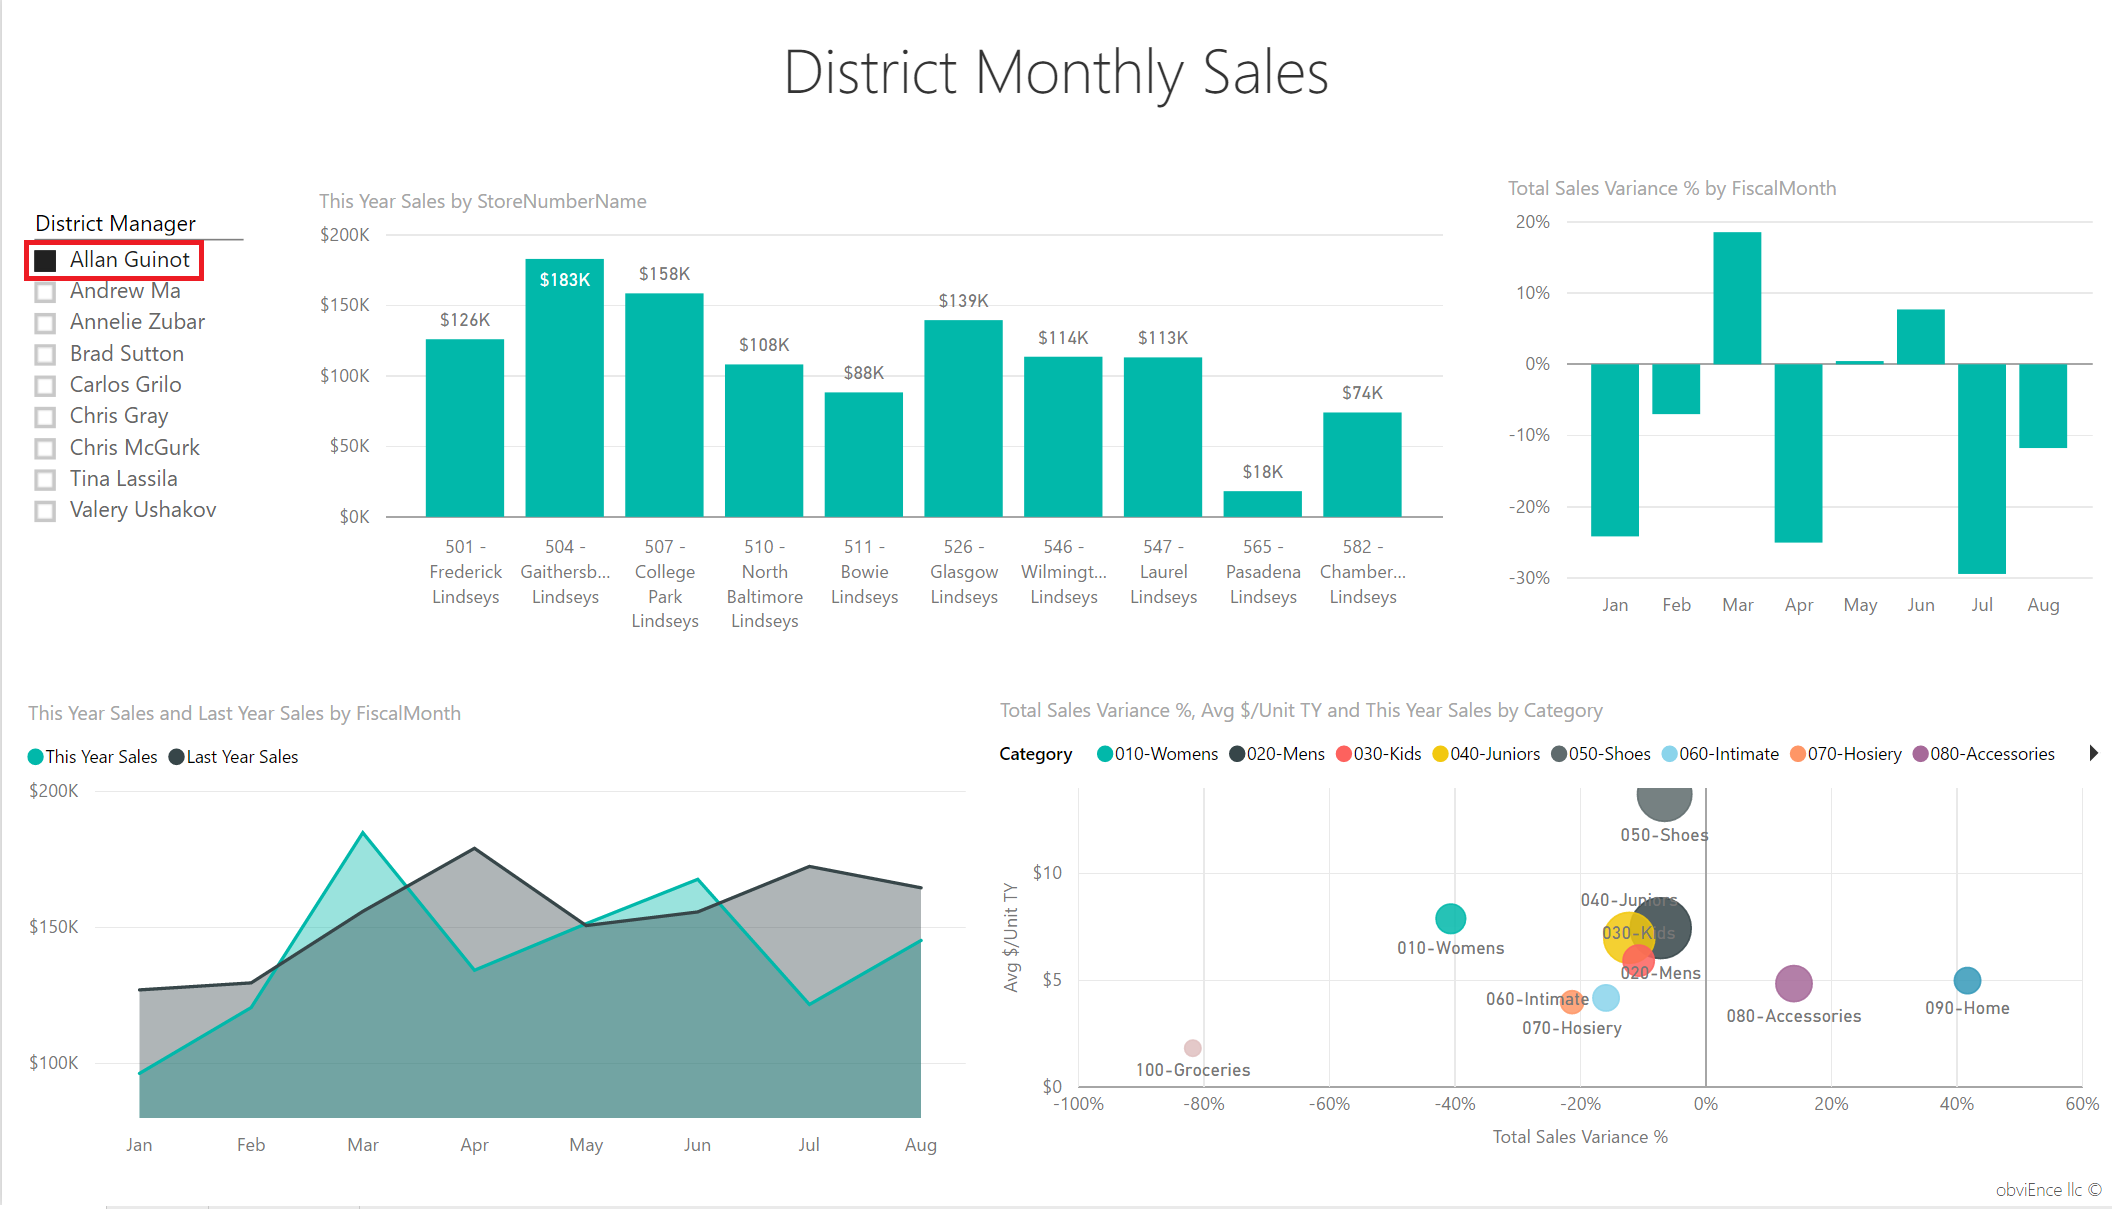 District Monthly Sales
District Manager
Allan Guinot
Andrew Ma
Annelie Zubar
Brad Sutton
Carlos Grilo
Chris Gray
Chris McGurk
Tina Lassila
Valery Ushakov
This Year Sales by StoreNumberName
$200K
$150K
$100K
$50K
$0K
$126K
$183K
$158K
$108K
$88K
$139K
$114K
$113K
$18K
$74K
501 -
Frederick
Lindseys
504 -
Gaithersb...
Lindseys
507 -
College
Park
Lindseys
510 -
North
Baltimore
Lindseys
511 -
Bowie
Lindseys
526 -
Glasgow
Lindseys
546 -
Wilmingt...
Lindseys
547 -
Laurel
Lindseys
565 -
Pasadena
Lindseys
582 -
Chamber...
Lindseys
Total Sales Variance % by FiscalMonth
20%
10%
0%
-10%
-20%
-30%
Jan Feb Mar Apr May Jun Jul Aug
This Year Sales and Last Year Sales by FiscalMonth
This Year Sales Last Year Sales
$200K
$150K
$100K
Jan Feb Mar Apr May Jun Jul Aug
Total Sales Variance %, Avg $/Unit TY and This Year Sales by Category
Category 010-Womens 020-Mens 030-Kids 040-Juniors 050-Shoes 060-Intimate 070-Hosiery 080-Accessories
Avg $/Unit TY
$10
$5
$0
050-Shoes
040-Juniors
030-Kids
010-Womens
020-Mens
060-Intimate
090-Home
080-Accessories
070-Hosiery
100-Groceries
-100% -80% -60% -40% -20% 0% 20% 40% 60%
Total Sales Variance %
obviEnce llc ©